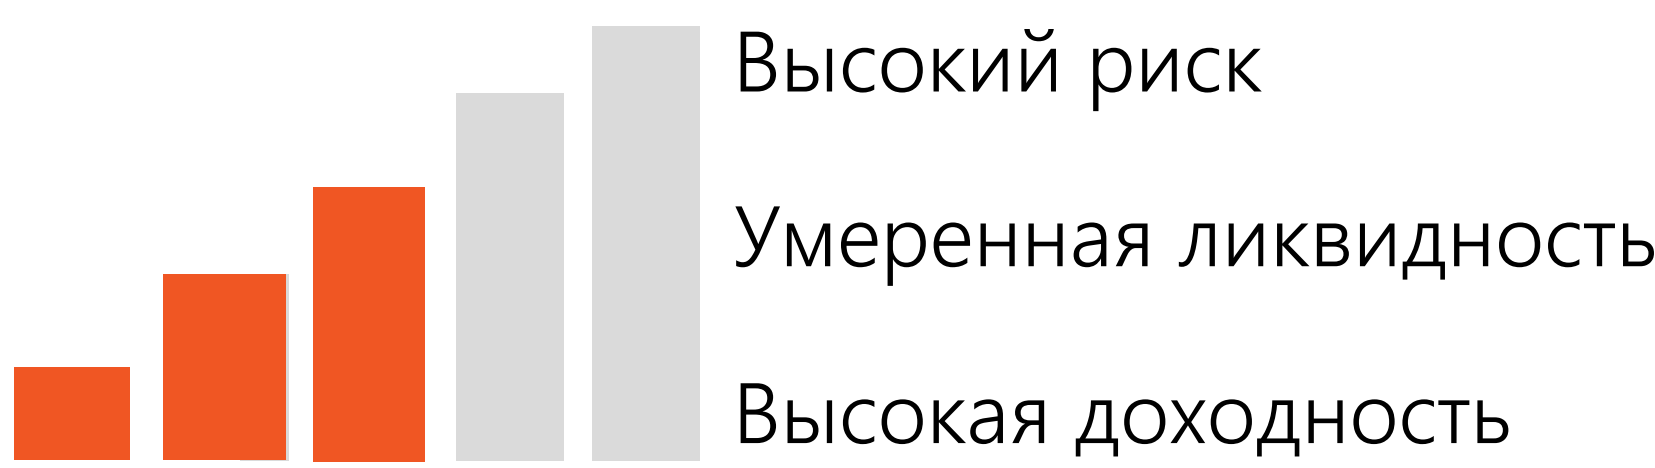 Высокий риск
Умеренная ликвидность
Высокая доходность